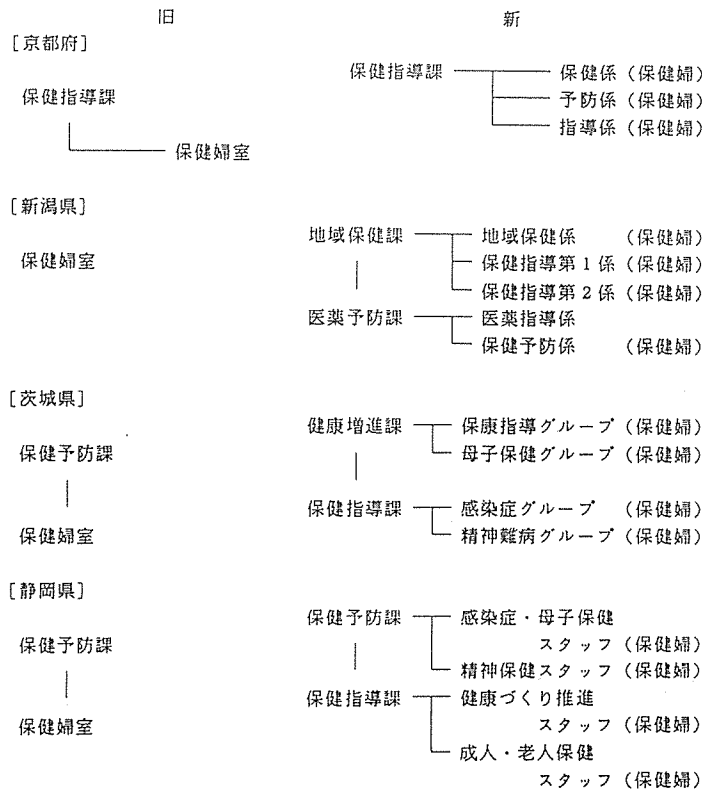 旧 新
[京都府]
保健指導課 保健係(保健婦)
保健指導課 予防係(保健婦)
指導係(保健婦)
保健婦室
[新潟県]
地域保健課 地域保健係 (保健婦)
保健婦室 保健指導第1係(保健婦)
保健指導第2係(保健婦)
医薬予防課 医薬指導係
保健予防係 (保健婦)
[茨城県]
健康増進課 保康指導グループ(保健婦)
保健予防課 母子保健グループ(保健婦)
保健指導課 感染症グループ (保健婦)
保健婦室 精神難病グループ(保健婦)
[静岡県]
保健予防課 感染症・母子保健
保健予防課 スタッフ(保健婦)
精神保健スタッフ(保健婦)
保健指導課 健康づくり推進
保健婦室 スタッフ(保健婦)
成人・老人保健
スタッフ(保健婦)